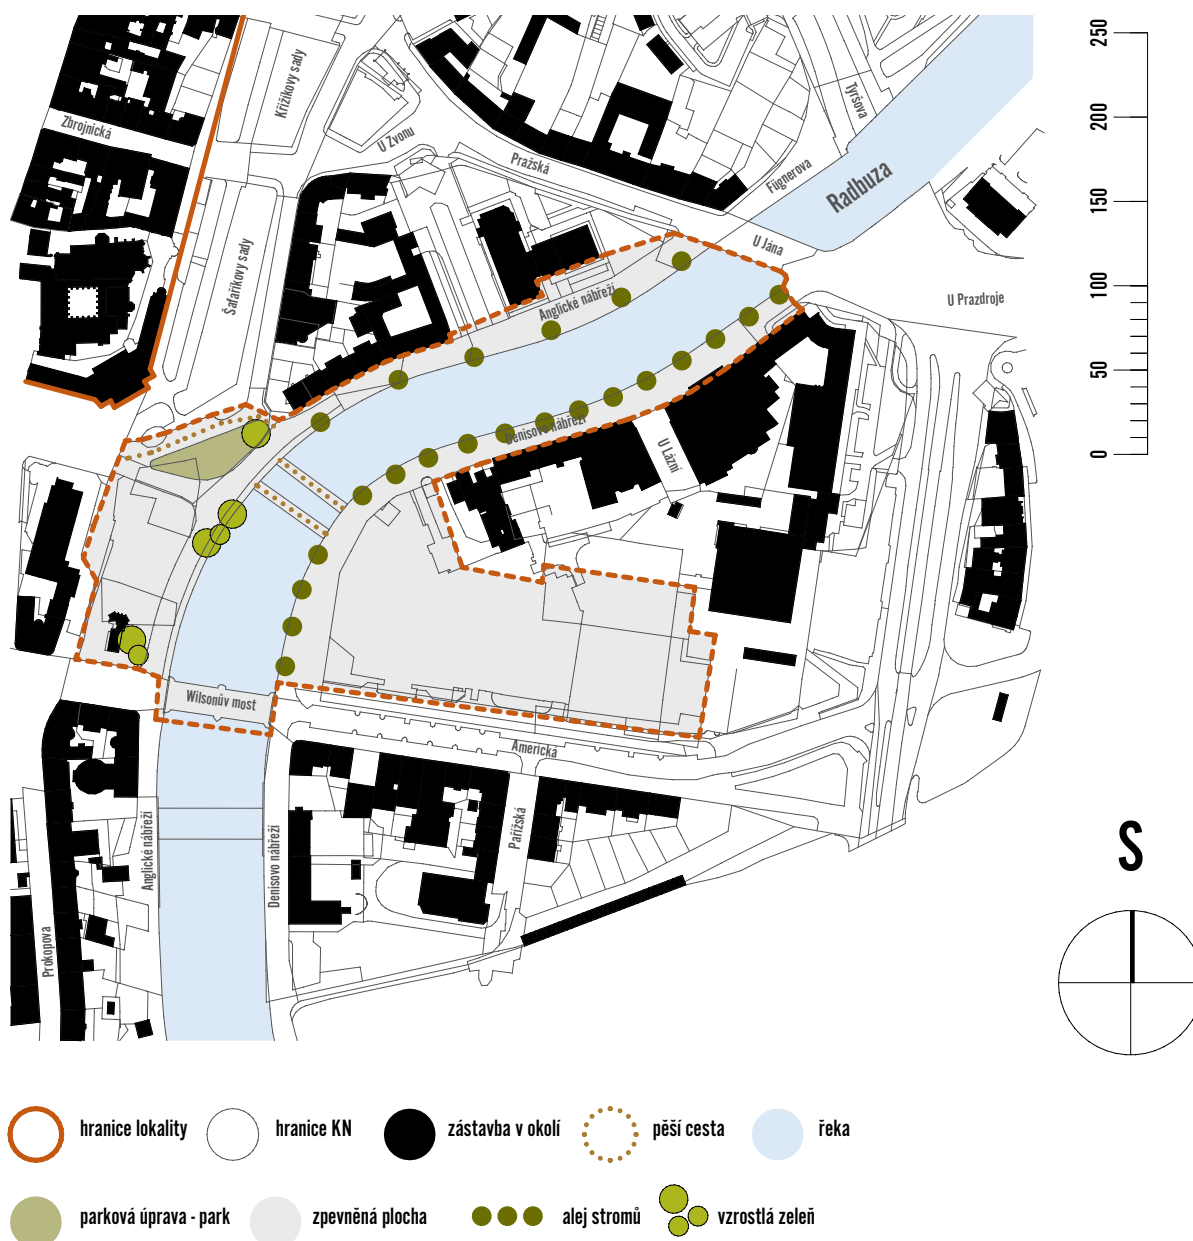 Křižíkovy sady
Zbrojnická
U Zvonu
Pražská
Tyršova
Fügnerova
Radbuza
U Jána
U Prazdroje
Šafaříkovy sady
Anglické nábřeží
Denisovo nábřeží
U Lázní
Wilsonův most
Americká
Pařížská
Anglické nábřeží
Denisovo nábřeží
Prokopova
250
200
150
100
50
0
S
hranice lokality
hranice KN
zástavba v okolí
pěší cesta
řeka
parková úprava - park
zpevněná plocha
alej stromů
vzrostlá zeleň